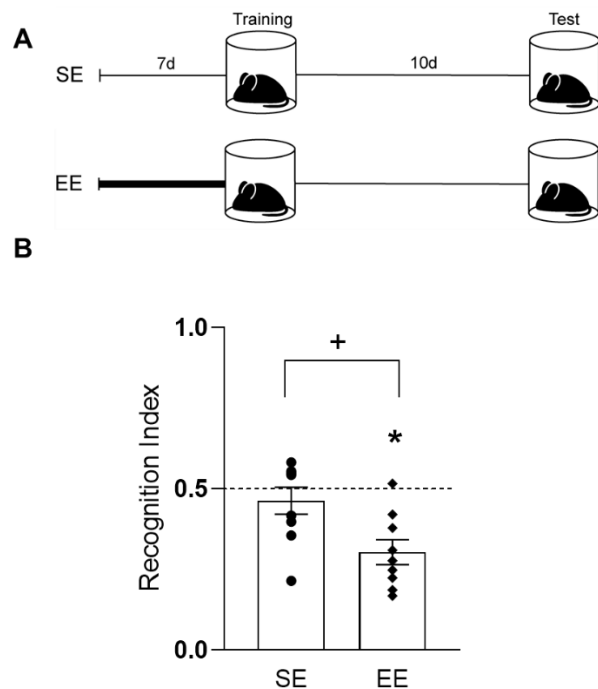 Training Test
A
7d 10d
SE
EE
B
1.0
+
*
0.5
0.0
Recognition Index
SE EE